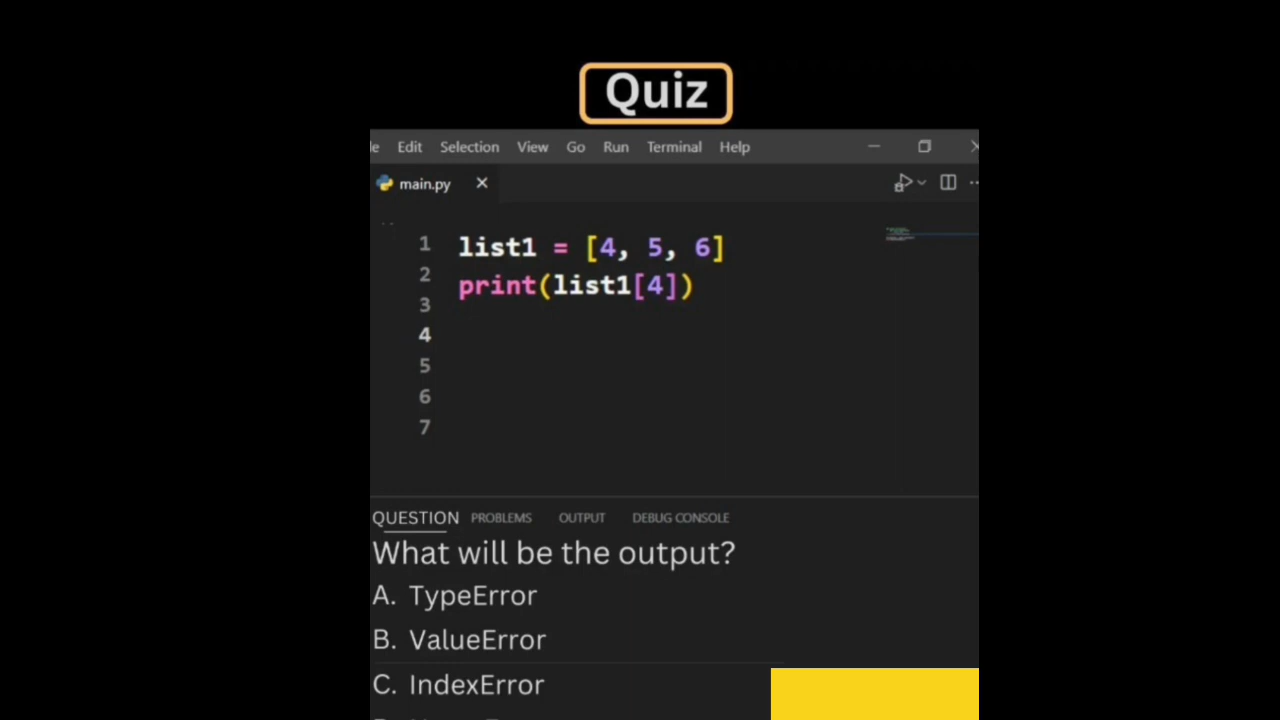 Quiz
Edit Selection View Go Run Terminal Help
main.py
1 list1 = [4, 5, 6]
2 print(list1[4])
3
4
5
6
7
QUESTION PROBLEMS OUTPUT DEBUG CONSOLE
What will be the output?
A. TypeError
B. ValueError
C. IndexError